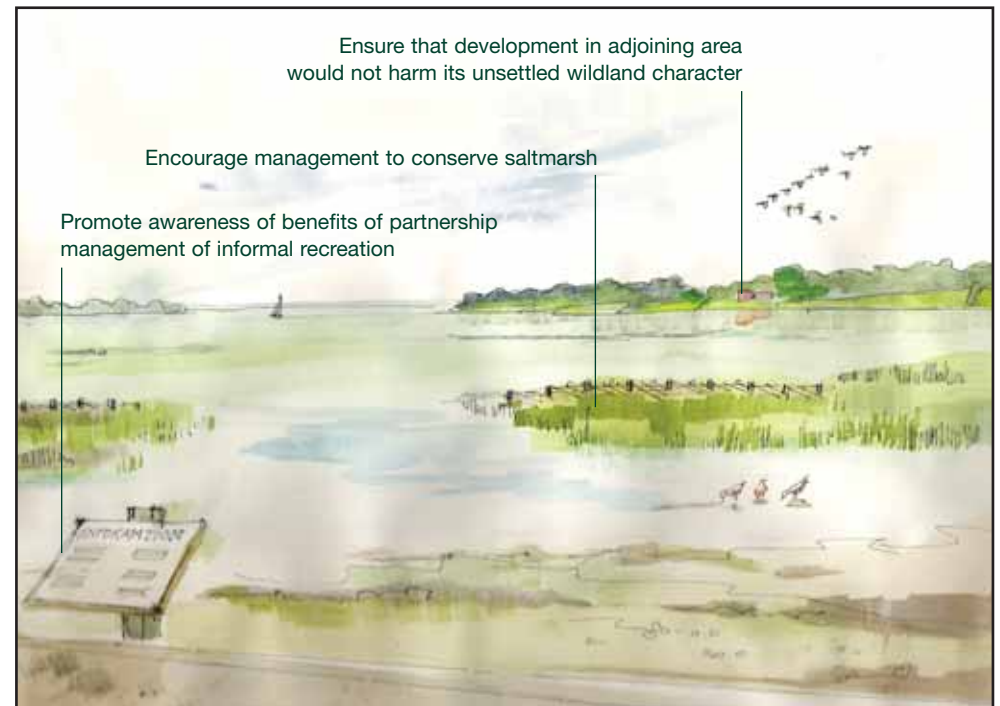 Ensure that development in adjoining area
would not harm its unsettled wildland character
Encourage management to conserve saltmarsh
Promote awareness of benefits of partnership
management of informal recreation